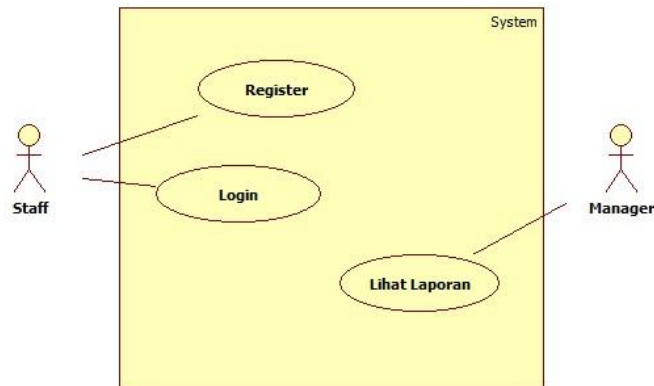 System
Register
Login
Staff
Manager
Lihat Laporan